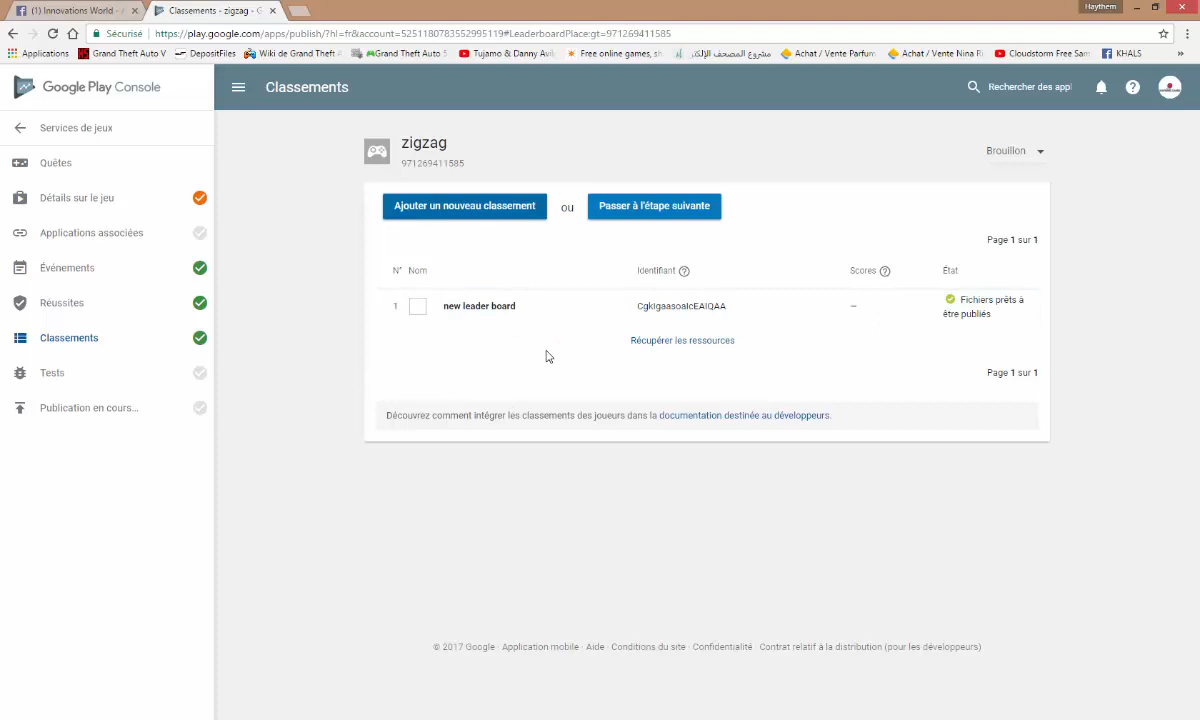 (1) Innovations World -
Classements - zigzag - G
Haythem
Sécurisé
https://play.google.com/apps/publish/?hl=fr&account=5251180783552995119#LeaderboardPlace:gt=971269411585
Applications
Grand Theft Auto V
DepositFiles
Wiki de Grand Theft
Grand Theft Auto
Tujamo & Danny Avil
Free online games, sh
مشروع المصحف الإلكتر
Achat / Vente Parfum
Achat / Vente Nina Ri
Cloudstorm Free Sam
KHALS
»
Google Play Console
Classements
Rechercher des appl
Services de jeux
Quêtes
Détails sur le jeu
Applications associées
Événements
Réussites
Classements
Tests
Publication en cours...
zigzag
971269411585
Brouillon
Ajouter un nouveau classement
ou
Passer à l'étape suivante
Page 1 sur 1
N° Nom Identifiant Scores État
1 new leader board
–
Fichiers prêts à
être publiés
Récupérer les ressources
Page 1 sur 1
Découvrez comment intégrer les classements des joueurs dans la documentation destinée au développeurs.
© 2017 Google · Application mobile · Aide · Conditions du site · Confidentialité · Contrat relatif à la distribution (pour les développeurs)